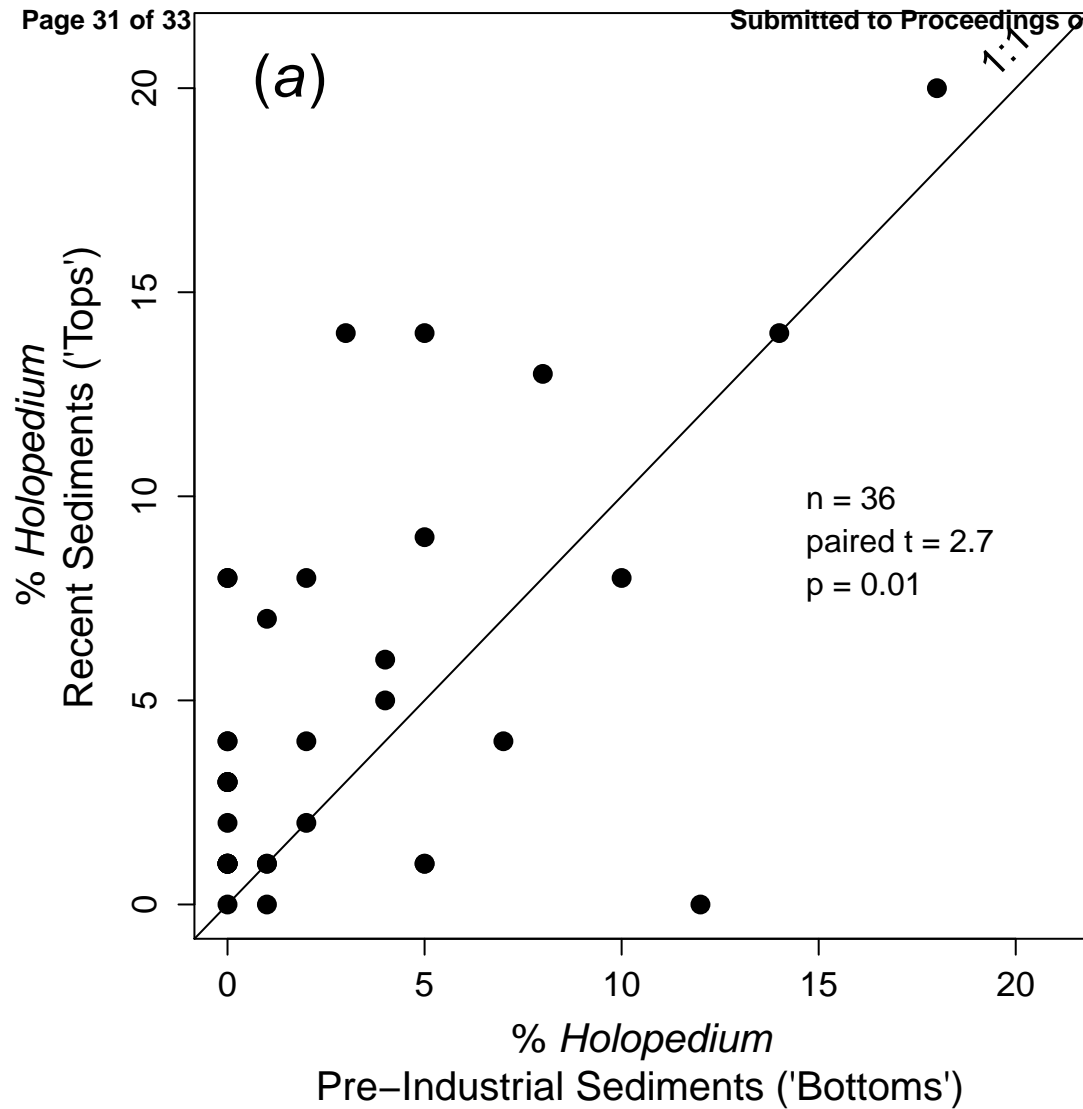 Page 31 of 33
Submitted to Proceedings o
(a)
1:1
20
15
10
5
0
% Holopedium
Recent Sediments ('Tops')
n = 36
paired t = 2.7
p = 0.01
0 5 10 15 20
% Holopedium
Pre−Industrial Sediments ('Bottoms')